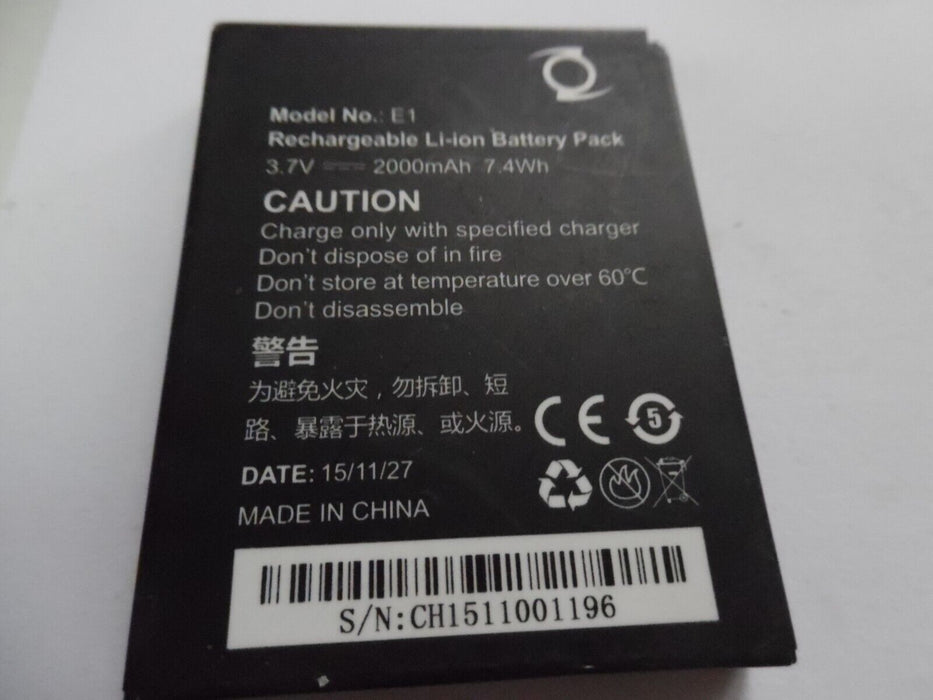 Model No.: E1
Rechargeable Li-ion Battery Pack
3.7V 2000mAh 7.4Wh
CAUTION
Charge only with specified charger
Don't dispose of in fire
Don't store at temperature over 60℃
Don't disassemble
警告
为避免火灾，勿拆卸、短
路、暴露于热源、或火源。
CE 5
DATE: 15/11/27
MADE IN CHINA
S/N:CH1511001196